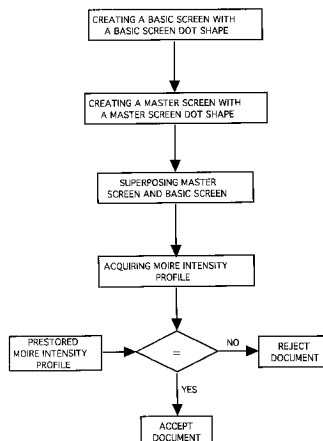 CREATING A BASIC SCREEN WITH
A BASIC SCREEN DOT SHAPE
CREATING A MASTER SCREEN WITH
A MASTER SCREEN DOT SHAPE
SUPERPOSING MASTER
SCREEN AND BASIC SCREEN
ACQUIRING MOIRE INTENSITY
PROFILE
PRESTORED
MOIRE INTENSITY
PROFILE
=
NO
REJECT
DOCUMENT
YES
ACCEPT
DOCUMENT